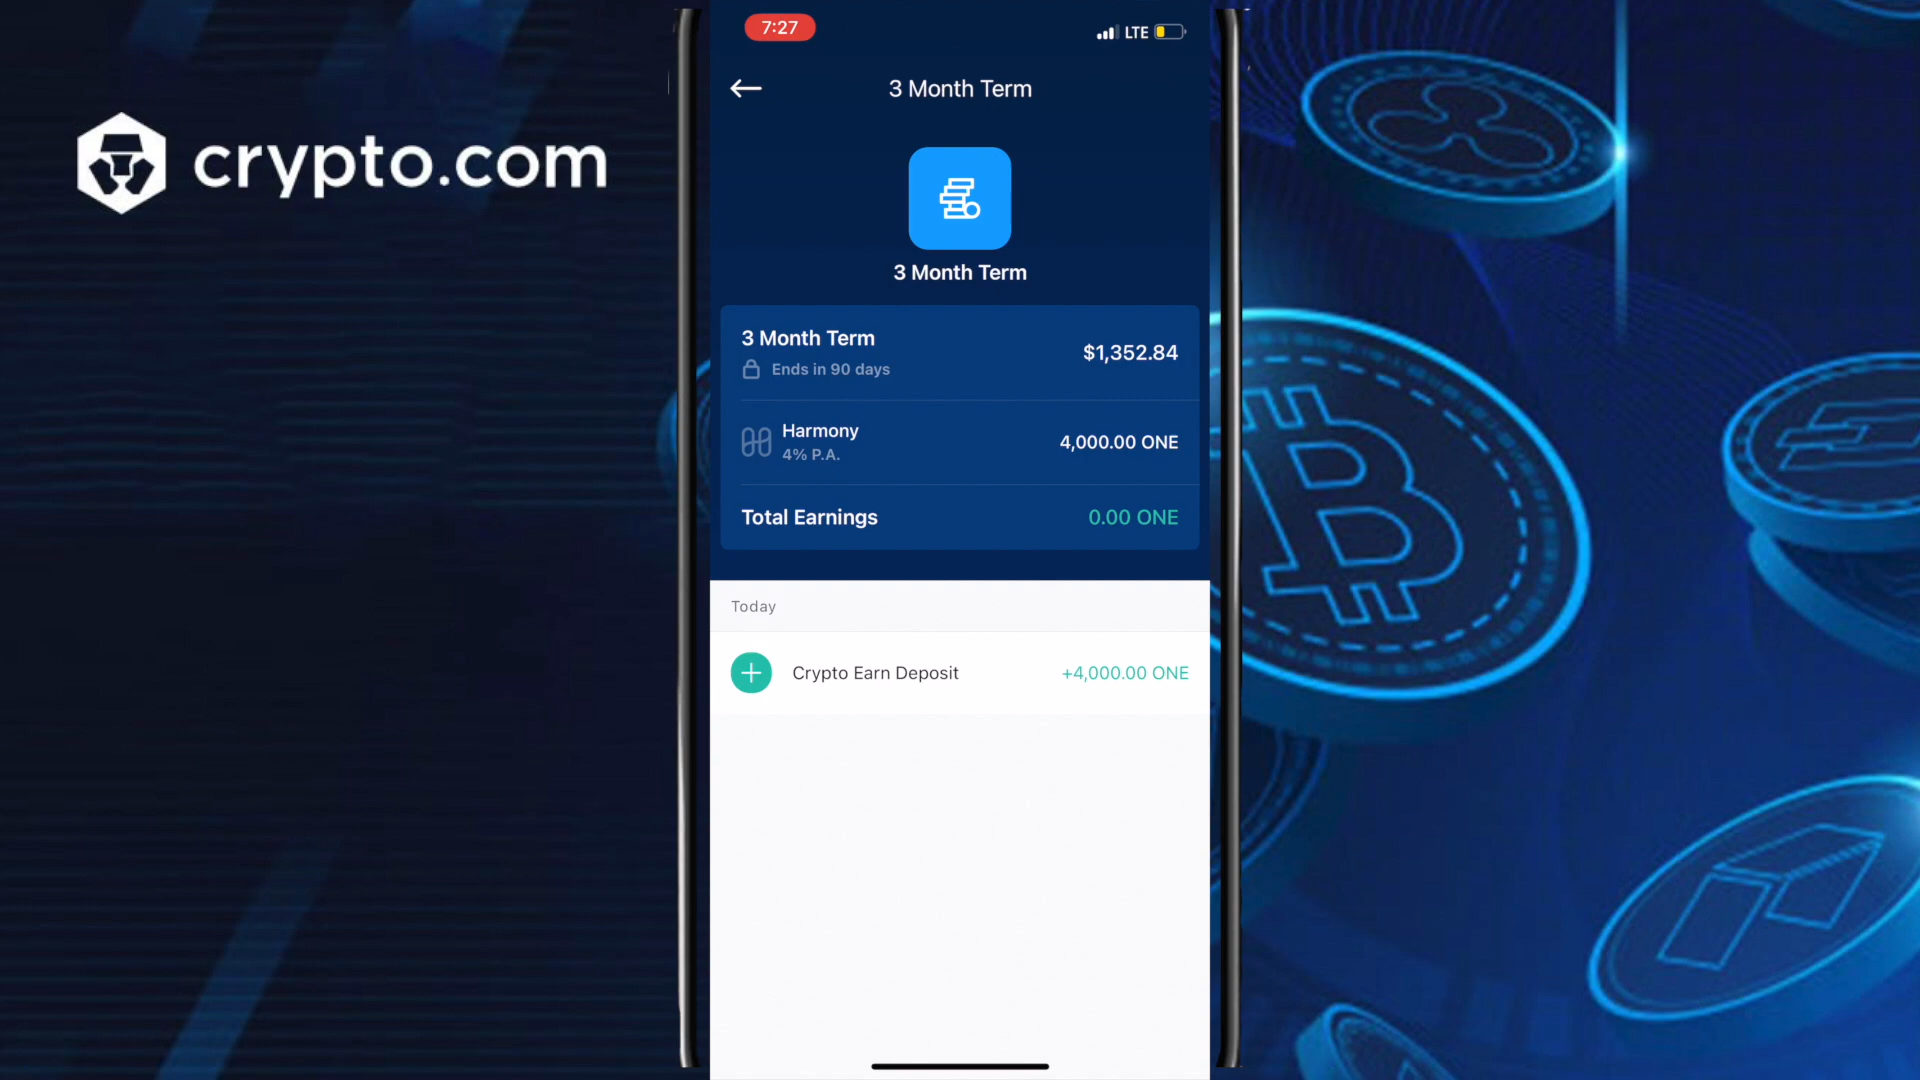 crypto.com
7:27
LTE
3 Month Term
3 Month Term
3 Month Term
$1,352.84
Ends in 90 days
Harmony
4,000.00 ONE
4% P.A.
Total Earnings
0.00 ONE
Today
Crypto Earn Deposit
+4,000.00 ONE